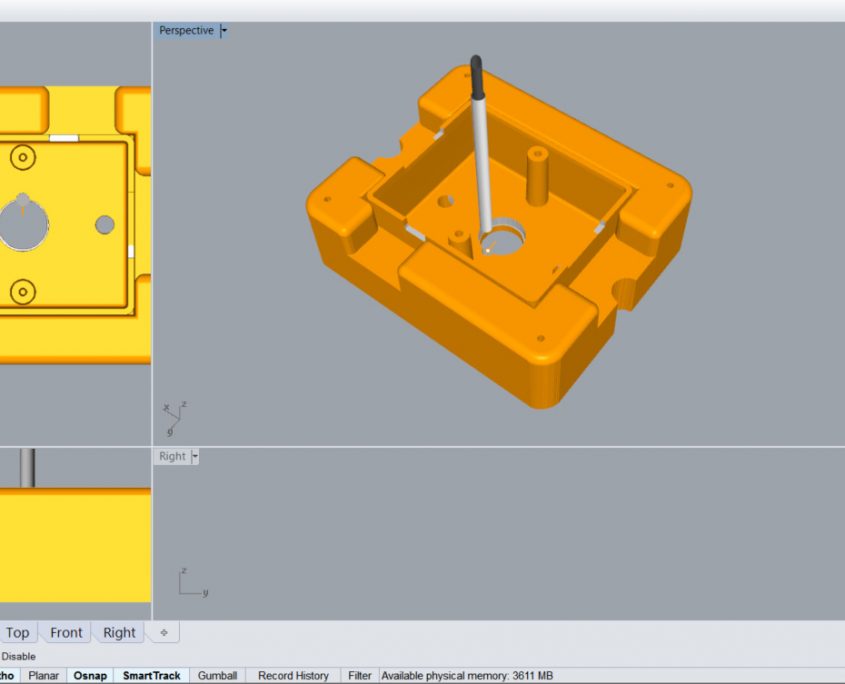 Perspective
z
x
y
Right
z
y
Top Front Right
Disable
tho Planar Osnap SmartTrack Gumball Record History Filter Available physical memory: 3611 MB